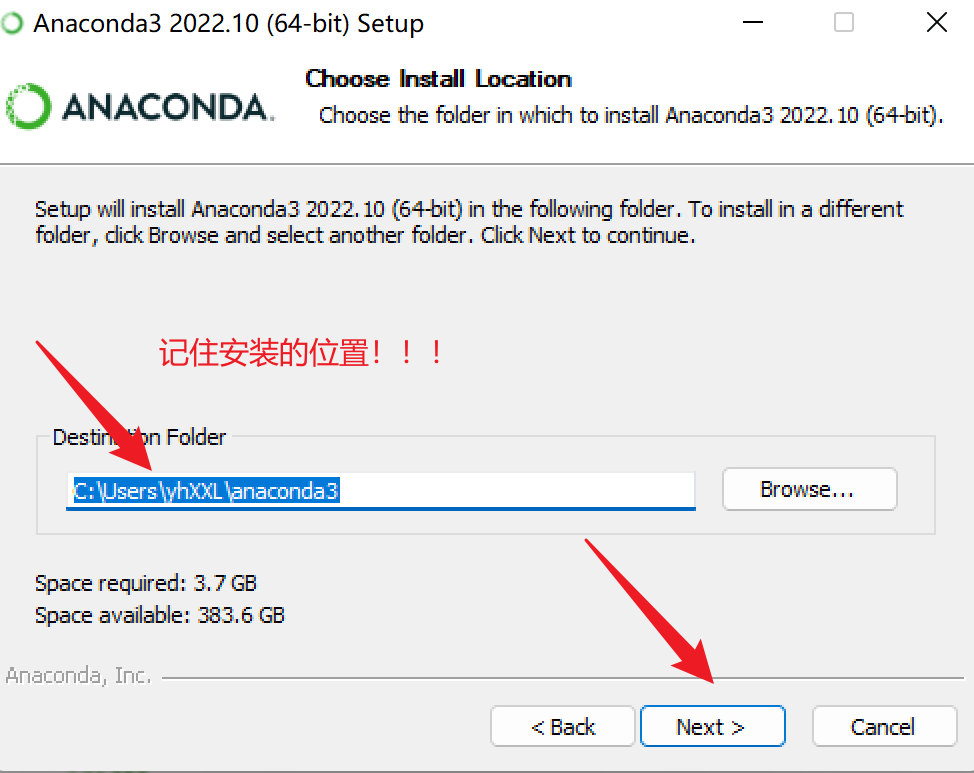 Anaconda3 2022.10 (64-bit) Setup
ANACONDA.
Choose Install Location
Choose the folder in which to install Anaconda3 2022.10 (64-bit).
Setup will install Anaconda3 2022.10 (64-bit) in the following folder. To install in a different
folder, click Browse and select another folder. Click Next to continue.
记住安装的位置！！！
Destination Folder
C:\Users\yhXXL\anaconda3
Browse...
Space required: 3.7 GB
Space available: 383.6 GB
Anaconda, Inc.
< Back
Next >
Cancel